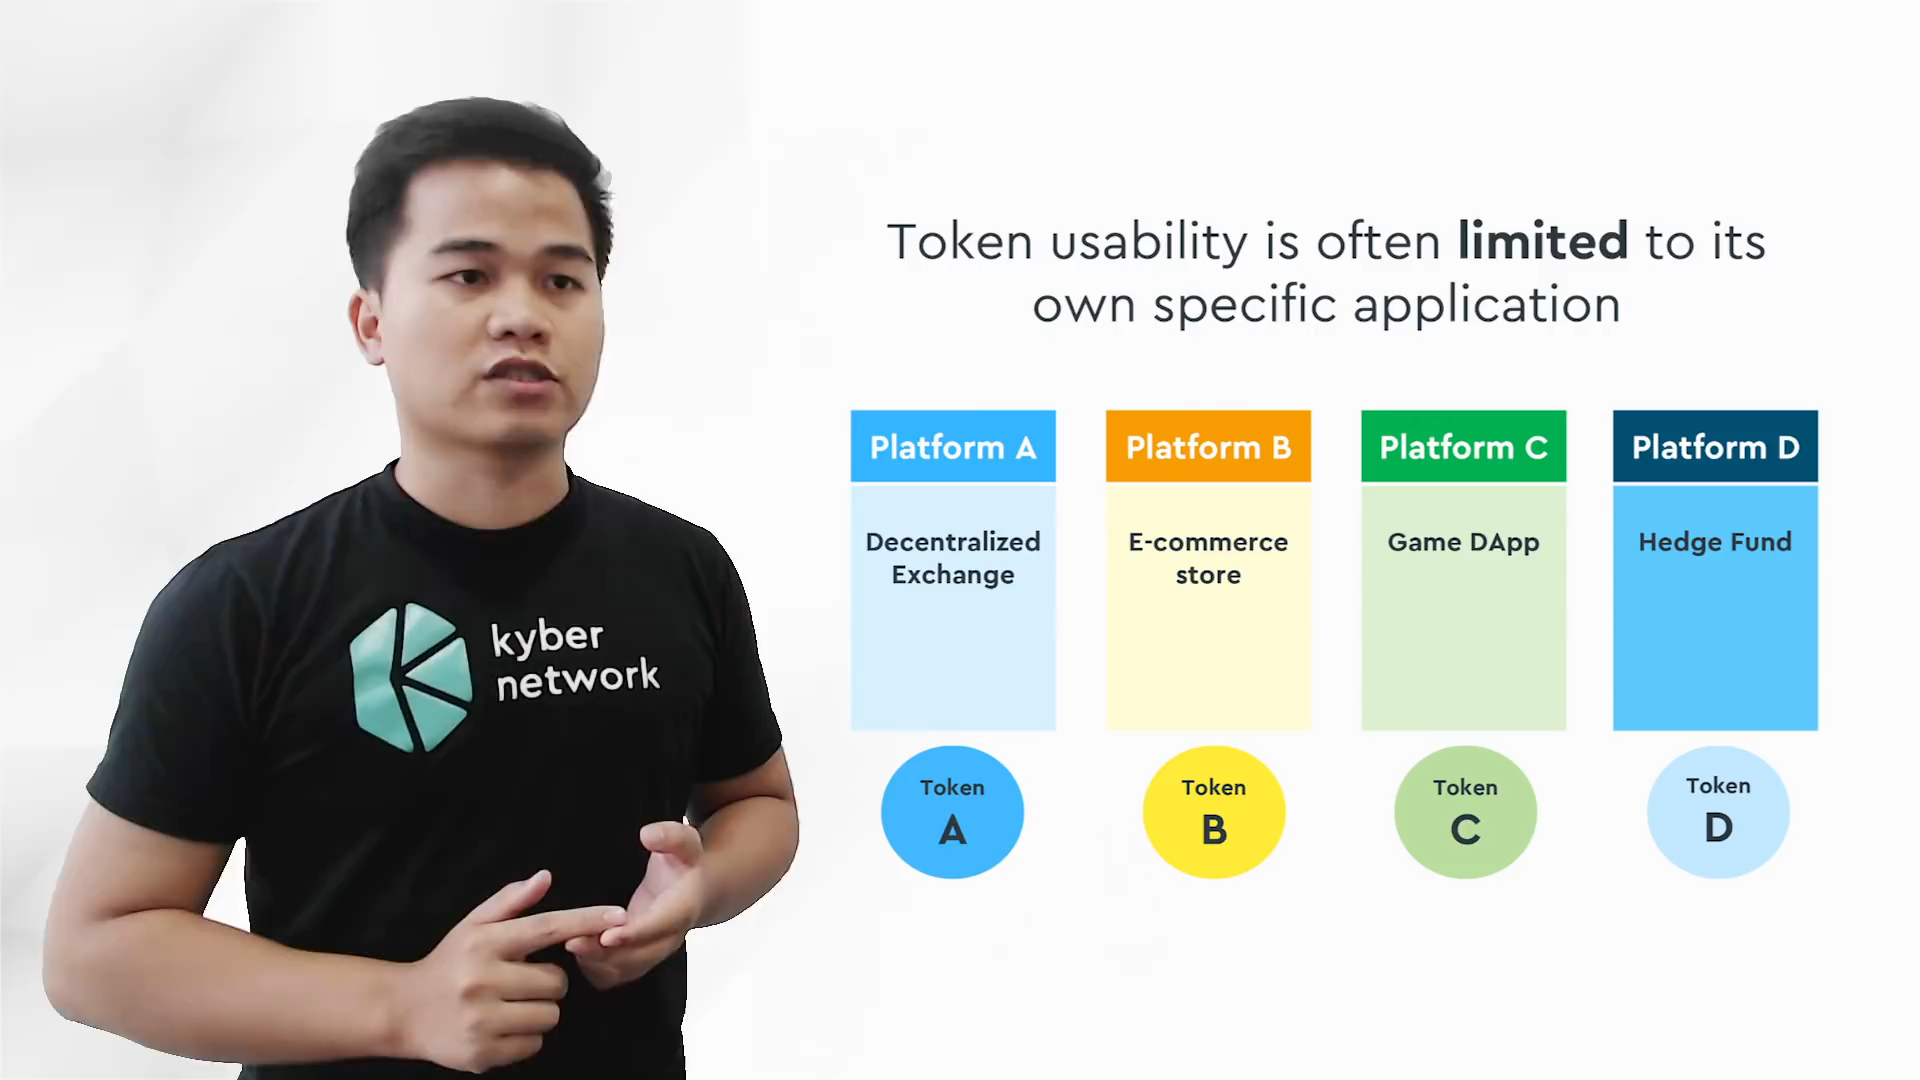 Token usability is often limited to its
own specific application
Platform A
Platform B
Platform C
Platform D
Decentralized
Exchange
E-commerce
store
Game DApp
Hedge Fund
Token
A
Token
B
Token
C
Token
D
kyber
network